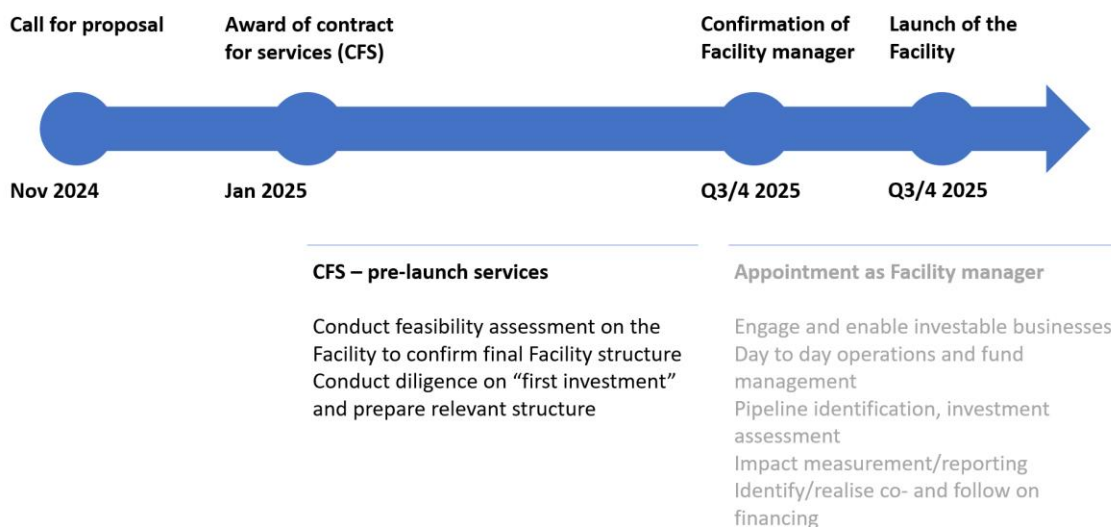 Call for proposal
Award of contract
for services (CFS)
Confirmation of
Facility manager
Launch of the
Facility
Nov 2024
Jan 2025
Q3/4 2025
Q3/4 2025
CFS – pre-launch services
Conduct feasibility assessment on the
Facility to confirm final Facility structure
Conduct diligence on “first investment”
and prepare relevant structure
Appointment as Facility manager
Engage and enable investable businesses
Day to day operations and fund
management
Pipeline identification, investment
assessment
Impact measurement/reporting
Identify/realise co- and follow on
financing